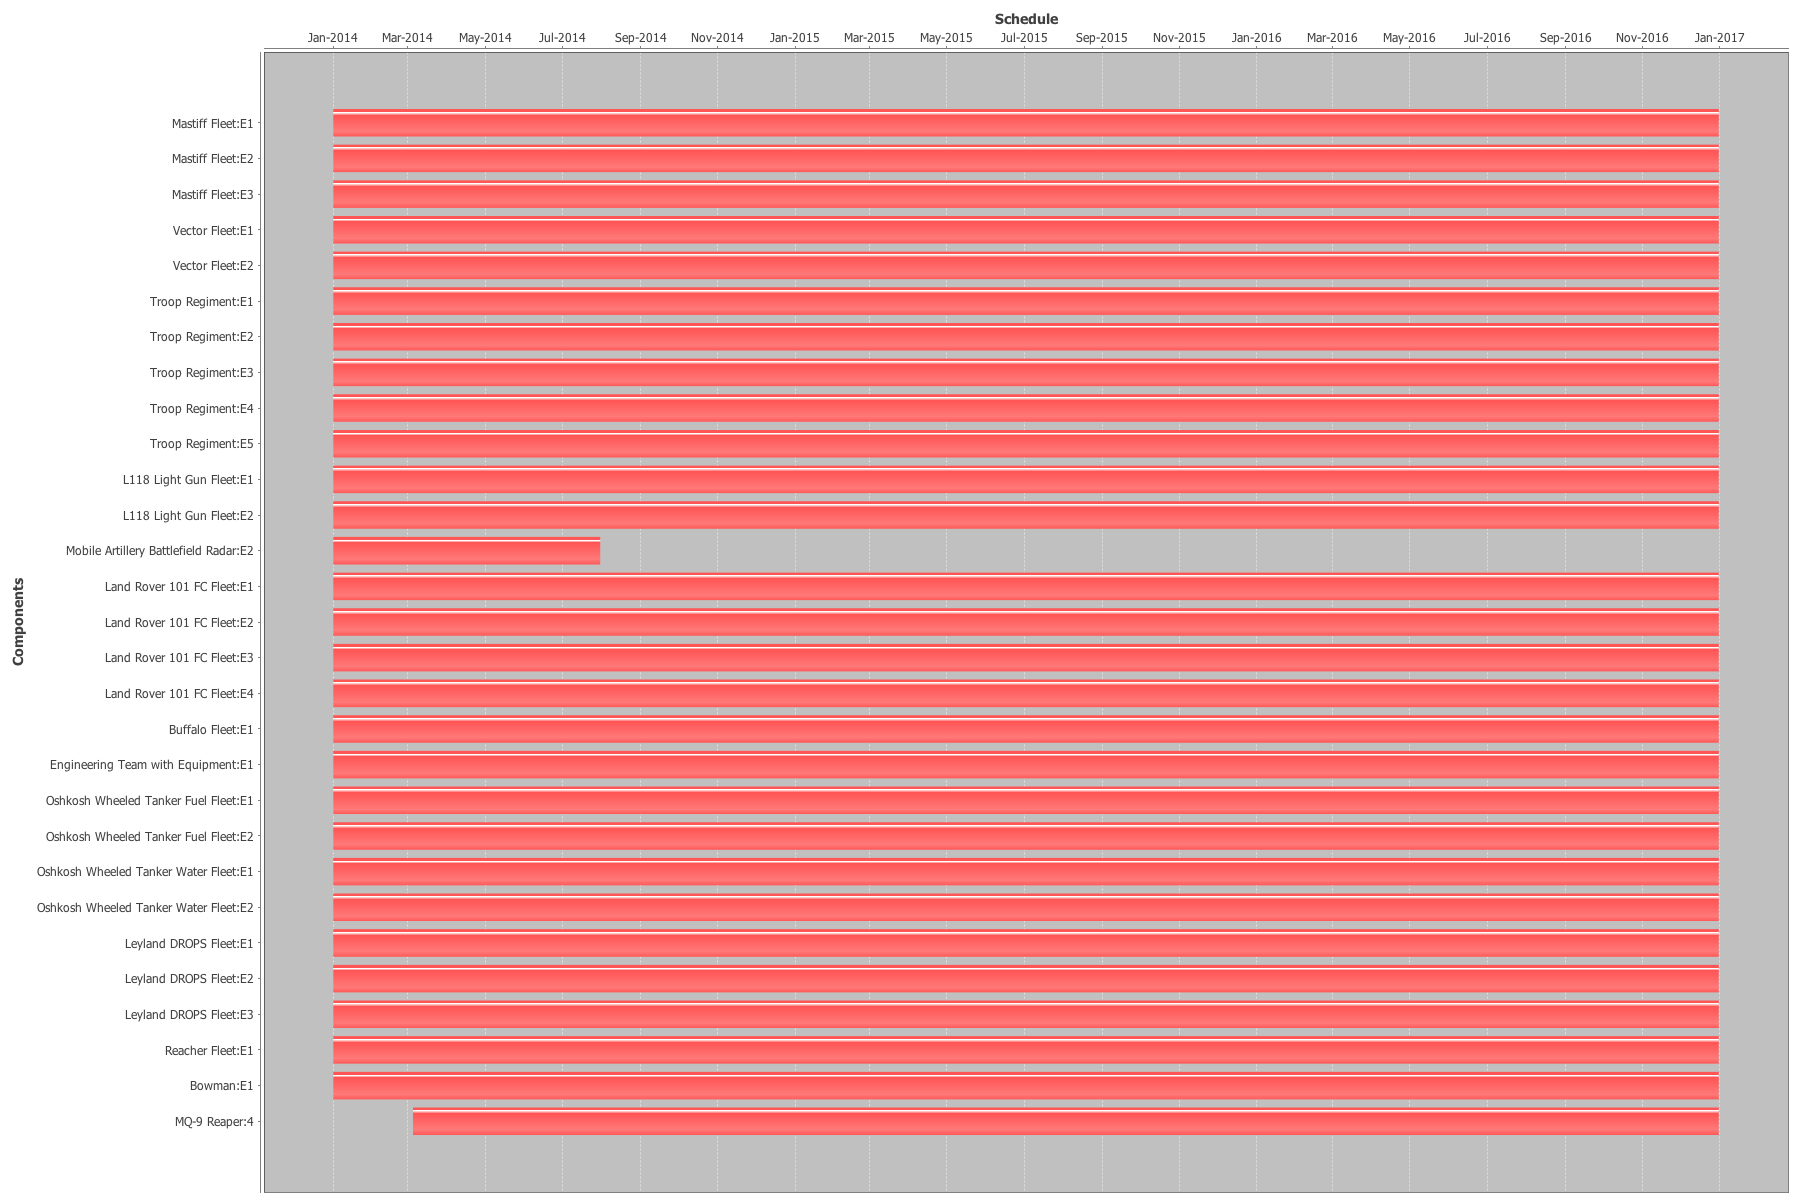 Schedule
Jan-2014 Mar-2014 May-2014 Jul-2014 Sep-2014 Nov-2014 Jan-2015 Mar-2015 May-2015 Jul-2015 Sep-2015 Nov-2015 Jan-2016 Mar-2016 May-2016 Jul-2016 Sep-2016 Nov-2016 Jan-2017
Components
Mastiff Fleet:E1
Mastiff Fleet:E2
Mastiff Fleet:E3
Vector Fleet:E1
Vector Fleet:E2
Troop Regiment:E1
Troop Regiment:E2
Troop Regiment:E3
Troop Regiment:E4
Troop Regiment:E5
L118 Light Gun Fleet:E1
L118 Light Gun Fleet:E2
Mobile Artillery Battlefield Radar:E2
Land Rover 101 FC Fleet:E1
Land Rover 101 FC Fleet:E2
Land Rover 101 FC Fleet:E3
Land Rover 101 FC Fleet:E4
Buffalo Fleet:E1
Engineering Team with Equipment:E1
Oshkosh Wheeled Tanker Fuel Fleet:E1
Oshkosh Wheeled Tanker Fuel Fleet:E2
Oshkosh Wheeled Tanker Water Fleet:E1
Oshkosh Wheeled Tanker Water Fleet:E2
Leyland DROPS Fleet:E1
Leyland DROPS Fleet:E2
Leyland DROPS Fleet:E3
Reacher Fleet:E1
Bowman:E1
MQ-9 Reaper:4